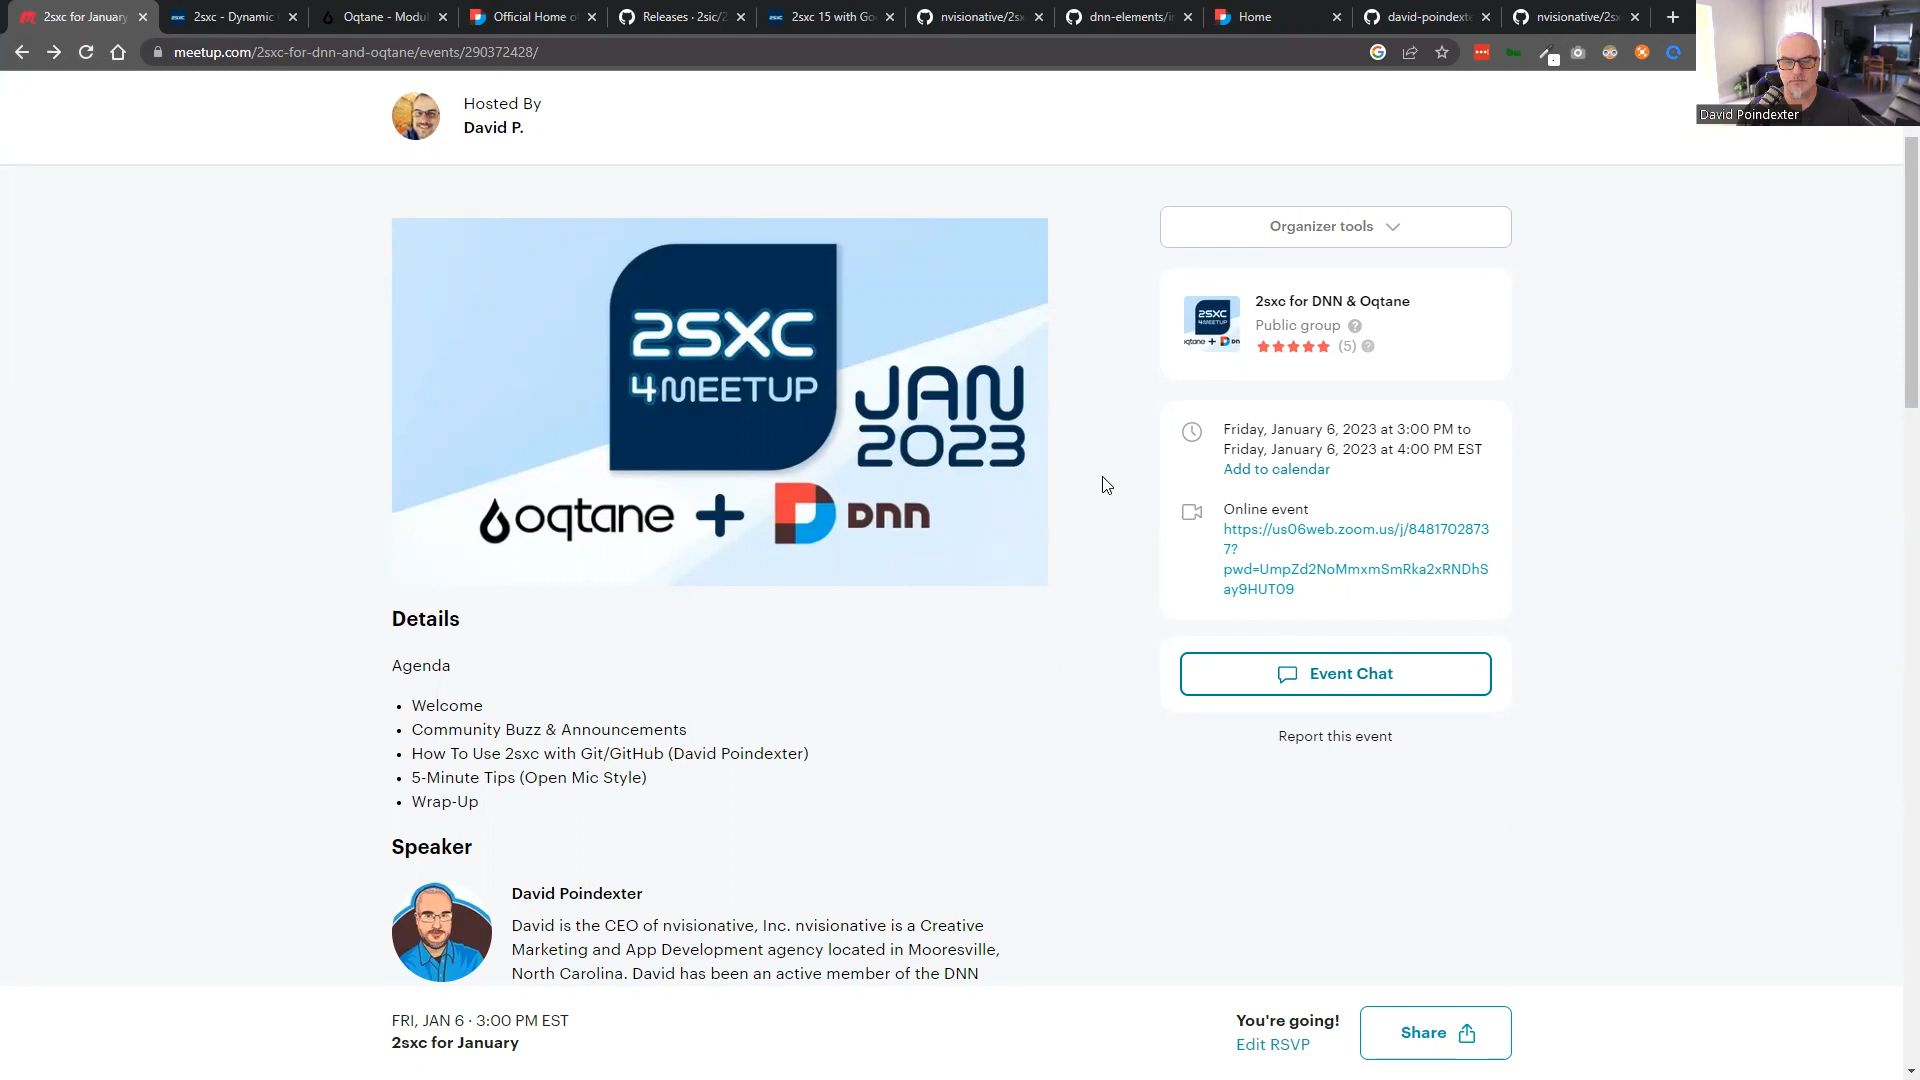 2sxc for January
2sxc - Dynamic
Oqtane - Modul
Official Home o
Releases · 2sic/2
2sxc 15 with Go
nvisionative/2sx
dnn-elements/i
Home
david-poindexte
nvisionative/2sx
meetup.com/2sxc-for-dnn-and-oqtane/events/290372428/
David Poindexter
Hosted By
David P.
2SXC
4MEETUP
JAN
2023
oqtane + DNN
Organizer tools
2SXC
4MEETUP
oqtane + DNN
2sxc for DNN & Oqtane
Public group
(5)
Friday, January 6, 2023 at 3:00 PM to
Friday, January 6, 2023 at 4:00 PM EST
Add to calendar
Online event
https://us06web.zoom.us/j/8481702873
7?
pwd=UmpZd2NoMmxmSmRka2xRNDhS
ay9HUT09
Event Chat
Report this event
Details
Agenda
• Welcome
• Community Buzz & Announcements
• How To Use 2sxc with Git/GitHub (David Poindexter)
• 5-Minute Tips (Open Mic Style)
• Wrap-Up
Speaker
David Poindexter
David is the CEO of nvisionative, Inc. nvisionative is a Creative
Marketing and App Development agency located in Mooresville,
North Carolina. David has been an active member of the DNN
FRI, JAN 6 · 3:00 PM EST
2sxc for January
You're going!
Edit RSVP
Share